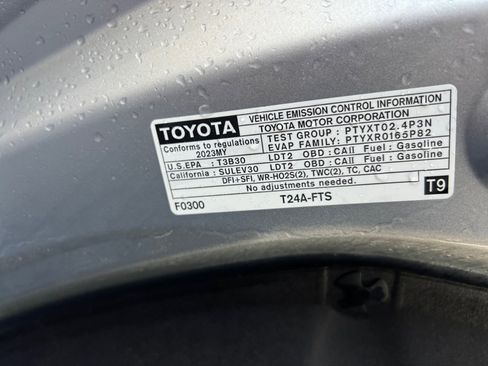 TOYOTA
VEHICLE EMISSION CONTROL INFORMATION
TOYOTA MOTOR CORPORATION
Conforms to regulations
2023MY
TEST GROUP : PTYXT02.4P3N
EVAP FAMILY: PTYXR0165P82
U.S.EPA : T3B30 LDT2 OBD : CAII Fuel : Gasoline
California : SULEV30 LDT2 OBD : CAII Fuel : Gasoline
DFI+SFI, WR-HO2S(2), TWC(2), TC, CAC
No adjustments needed.
F0300 T24A-FTS T9